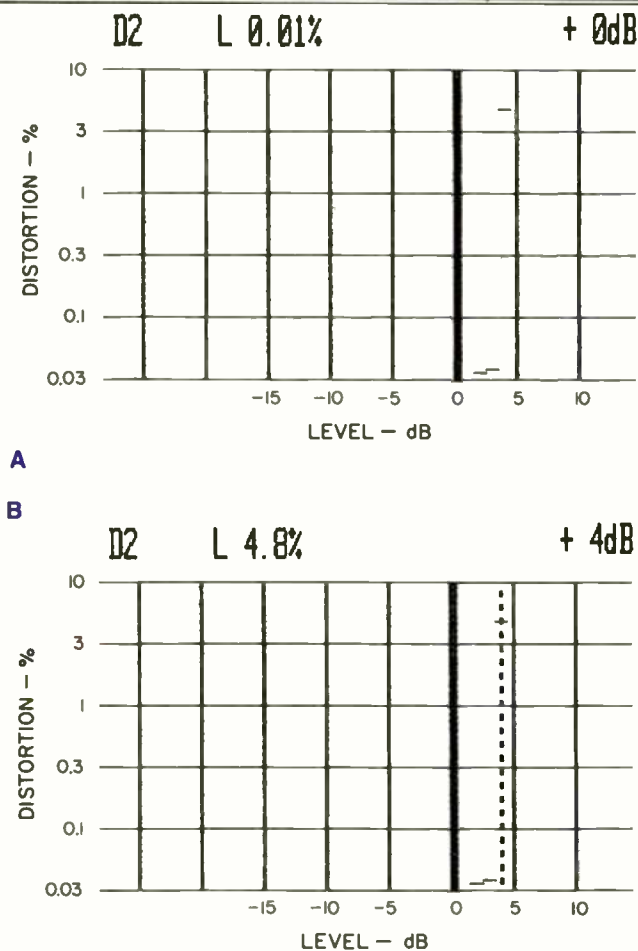 D2 L 0.01% + 0dB
10
3
1
0.3
0.1
0.03
DISTORTION – %
-15 -10 -5 0 5 10
LEVEL – dB
A
B
D2 L 4.8% + 4dB
10
3
1
0.3
0.1
0.03
DISTORTION – %
-15 -10 -5 0 5 10
LEVEL – dB